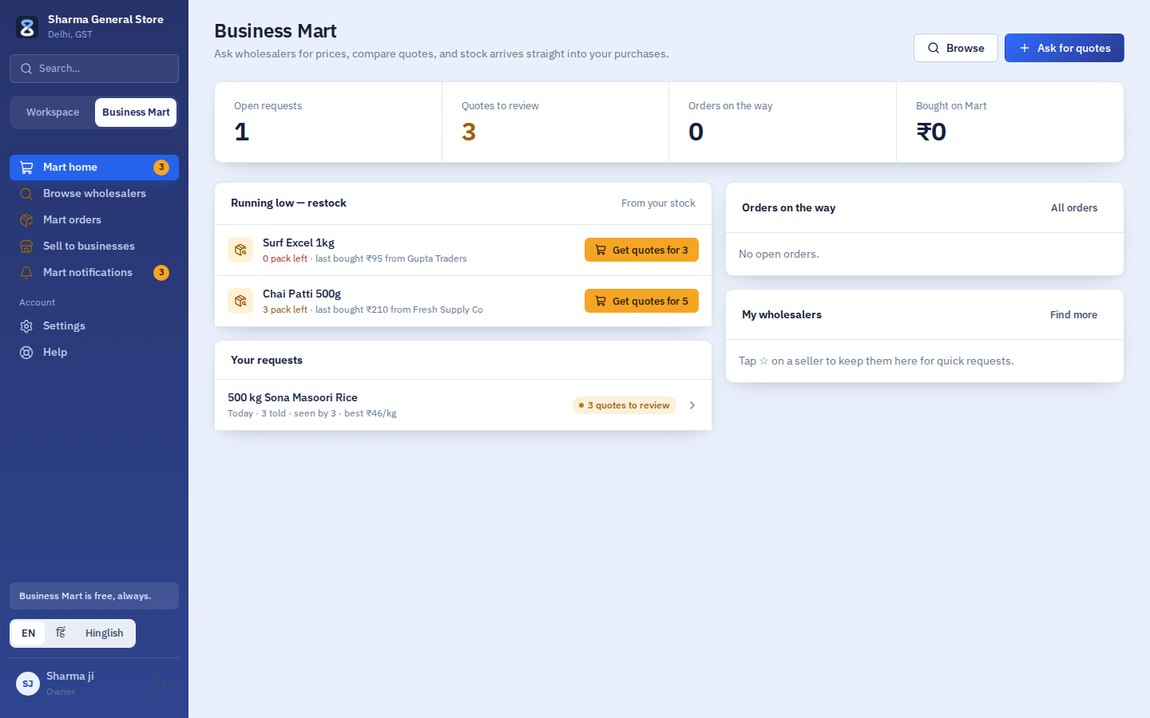 Sharma General Store
Delhi, GST
Search...
Workspace
Business Mart
Mart home
3
Browse wholesalers
Mart orders
Sell to businesses
Mart notifications
3
Account
Settings
Help
Business Mart is free, always.
EN
हिं
Hinglish
SJ
Sharma ji
Owner
Business Mart
Ask wholesalers for prices, compare quotes, and stock arrives straight into your purchases.
Browse
+ Ask for quotes
Open requests
1
Quotes to review
3
Orders on the way
0
Bought on Mart
₹0
Running low — restock
From your stock
Surf Excel 1kg
0 pack left · last bought ₹95 from Gupta Traders
Get quotes for 3
Chai Patti 500g
3 pack left · last bought ₹210 from Fresh Supply Co
Get quotes for 5
Your requests
500 kg Sona Masoori Rice
Today · 3 told · seen by 3 · best ₹46/kg
3 quotes to review
Orders on the way
All orders
No open orders.
My wholesalers
Find more
Tap ☆ on a seller to keep them here for quick requests.